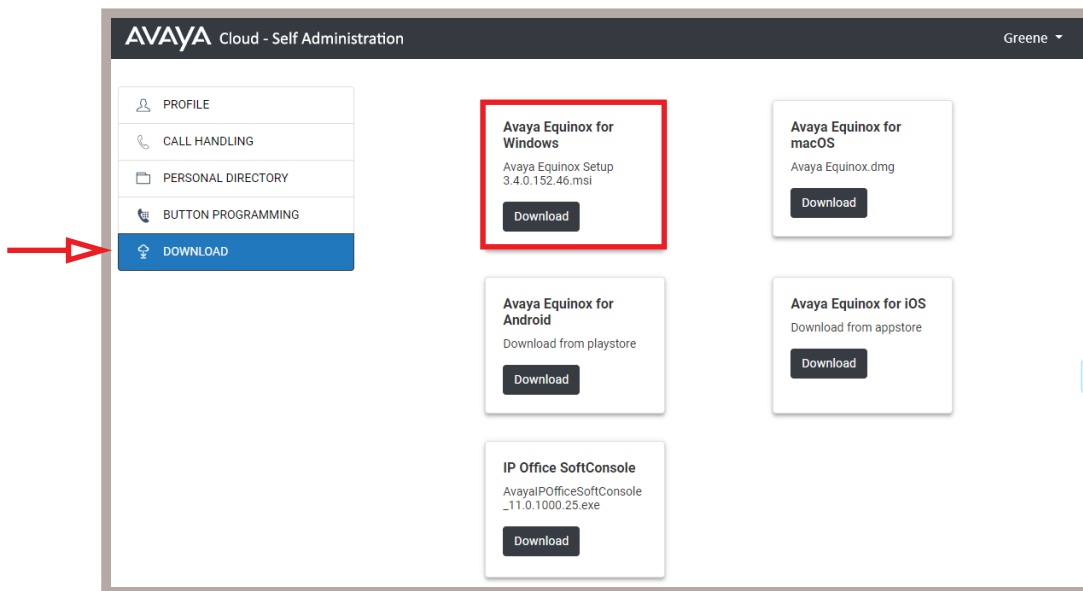 AVAYA Cloud - Self Administration
Greene
PROFILE
CALL HANDLING
PERSONAL DIRECTORY
BUTTON PROGRAMMING
DOWNLOAD
Avaya Equinox for
Windows
Avaya Equinox Setup
3.4.0.152.46.msi
Download
Avaya Equinox for
macOS
Avaya Equinox.dmg
Download
Avaya Equinox for
Android
Download from playstore
Download
Avaya Equinox for iOS
Download from appstore
Download
IP Office SoftConsole
AvayaIPOfficeSoftConsole
_11.0.1000.25.exe
Download